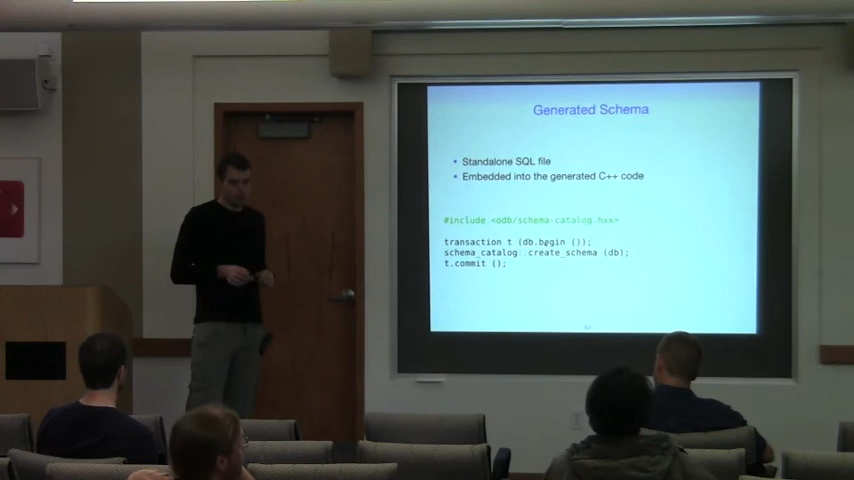 Generated Schema
• Standalone SQL file
• Embedded into the generated C++ code
#include <odb/schema-catalog.hxx>
transaction t (db.begin ());
schema_catalog::create_schema (db);
t.commit ();